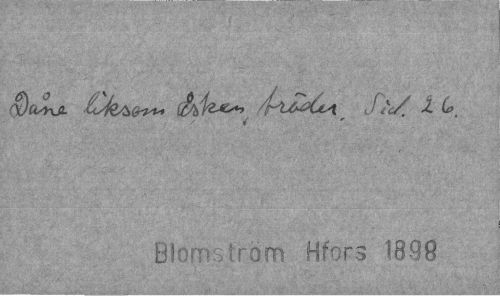 Dåne liksom Esken, bröder. Sid. 26.
Blomström Hfors 1898